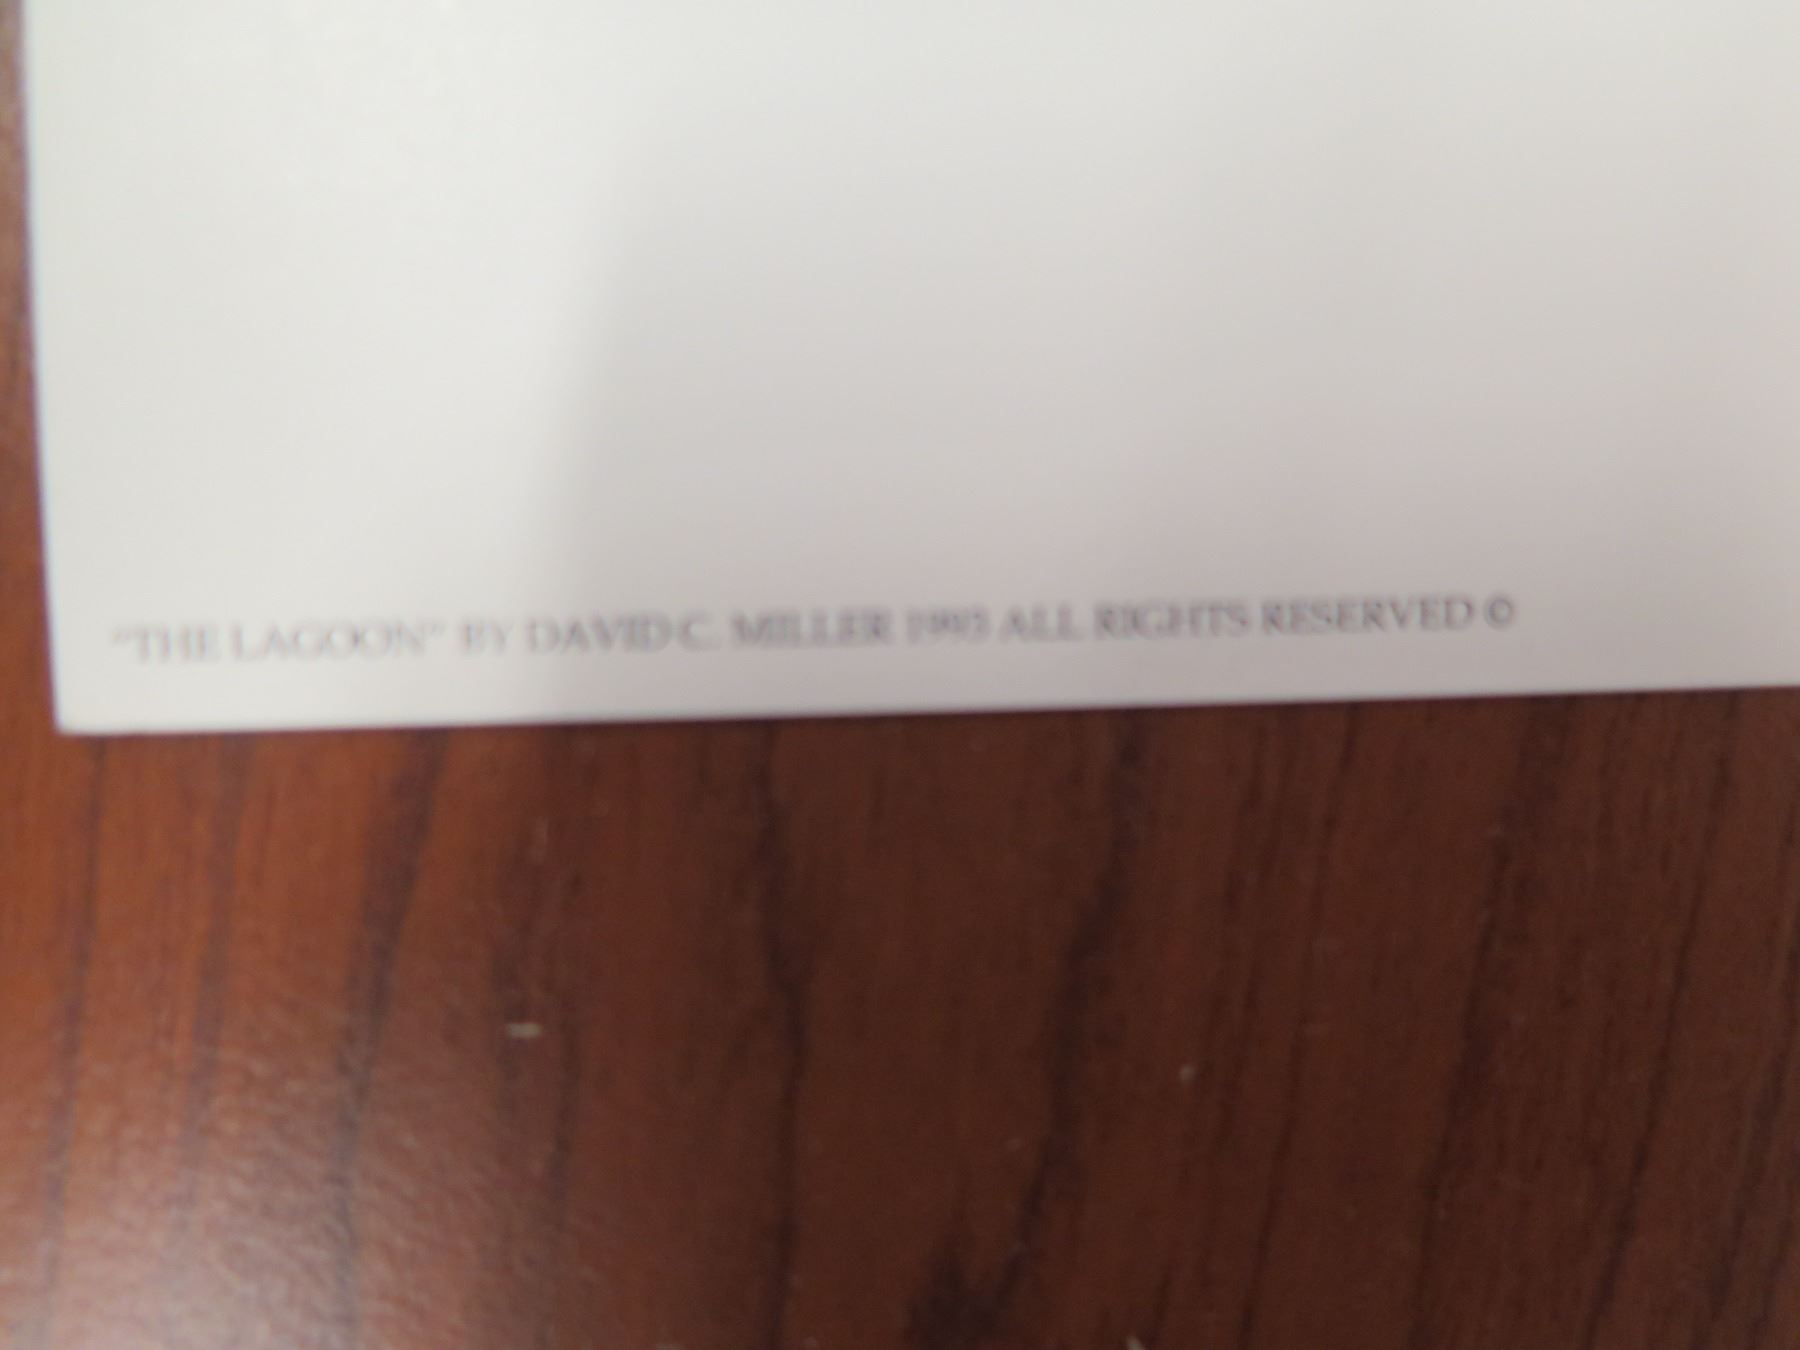 "THE LAGOON" BY DAVID C. MILLER 1993 ALL RIGHTS RESERVED ©